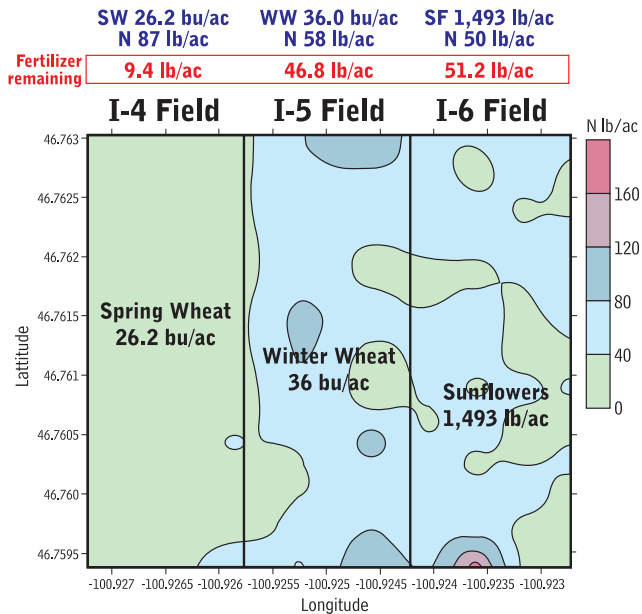 SW 26.2 bu/ac WW 36.0 bu/ac SF 1,493 lb/ac
N 87 lb/ac N 58 lb/ac N 50 lb/ac
Fertilizer
remaining
9.4 lb/ac 46.8 lb/ac 51.2 lb/ac
I-4 Field I-5 Field I-6 Field
N lb/ac
160
120
80
40
0
Lattitude
46.763
46.7625
46.762
46.7615
46.761
46.7605
46.760
46.7595
Spring Wheat
26.2 bu/ac
Winter Wheat
36 bu/ac
Sunflowers
1,493 lb/ac
-100.927 -100.9265 -100.926 -100.9255 -100.925 -100.9245 -100.924 -100.9235 -100.923
Longitude